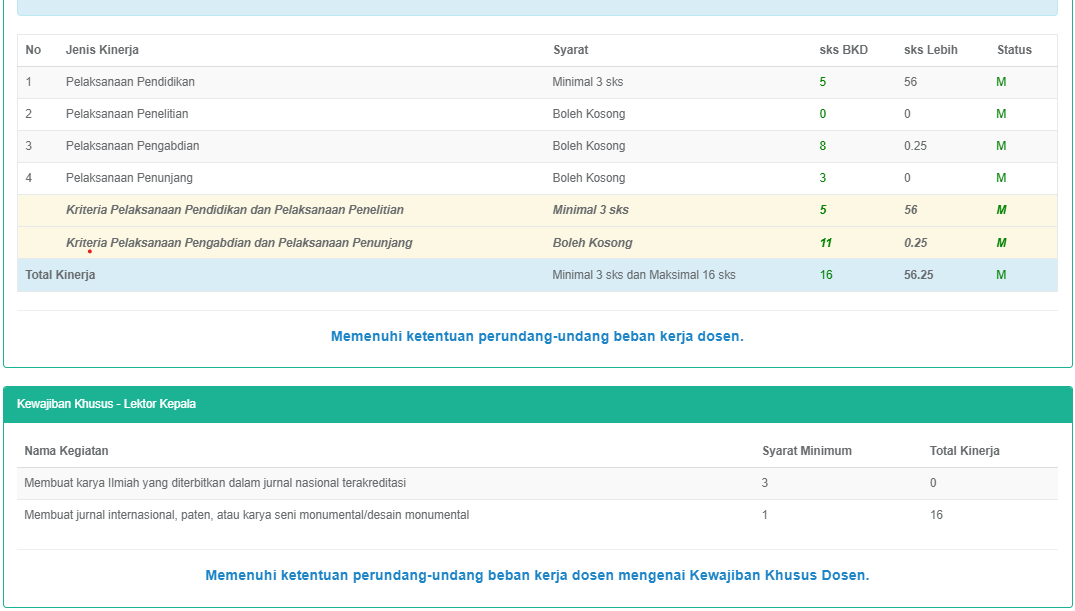 No Jenis Kinerja Syarat sks BKD sks Lebih Status
1 Pelaksanaan Pendidikan Minimal 3 sks 5 56 M
2 Pelaksanaan Penelitian Boleh Kosong 0 0 M
3 Pelaksanaan Pengabdian Boleh Kosong 8 0.25 M
4 Pelaksanaan Penunjang Boleh Kosong 3 0 M
Kriteria Pelaksanaan Pendidikan dan Pelaksanaan Penelitian Minimal 3 sks 5 56 M
Kriteria Pelaksanaan Pengabdian dan Pelaksanaan Penunjang Boleh Kosong 11 0.25 M
Total Kinerja Minimal 3 sks dan Maksimal 16 sks 16 56.25 M
Memenuhi ketentuan perundang-undang beban kerja dosen.
Kewajiban Khusus - Lektor Kepala
Nama Kegiatan Syarat Minimum Total Kinerja
Membuat karya Ilmiah yang diterbitkan dalam jurnal nasional terakreditasi 3 0
Membuat jurnal internasional, paten, atau karya seni monumental/desain monumental 1 16
Memenuhi ketentuan perundang-undang beban kerja dosen mengenai Kewajiban Khusus Dosen.